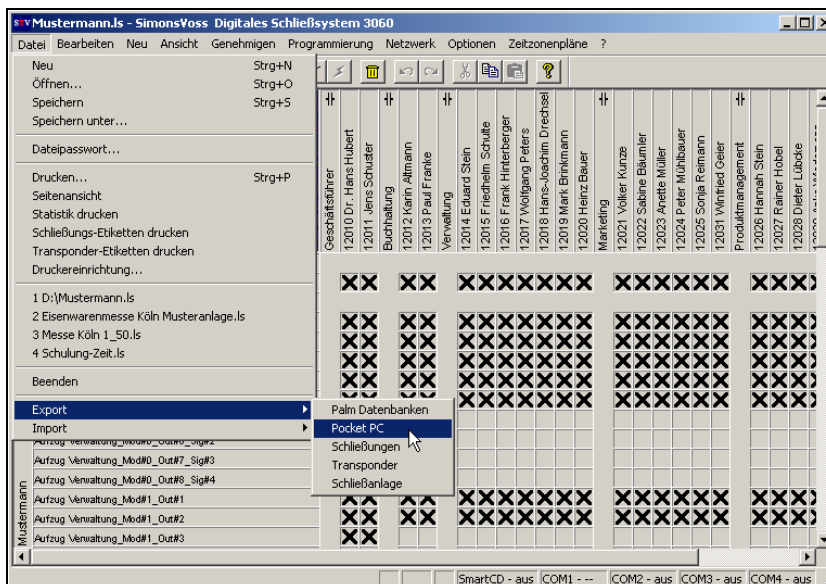 Mustermann.ls - SimonsVoss Digitales Schließsystem 3060
Datei Bearbeiten Neu Ansicht Genehmigen Programmierung Netzwerk Optionen Zeitzonenpläne ?
Neu Strg+N
Öffnen... Strg+O
Speichern Strg+S
Speichern unter...
Dateipasswort...
Drucken... Strg+P
Seitenansicht
Statistik drucken
Schließungs-Etiketten drucken
Transponder-Etiketten drucken
Druckereinrichtung...
1 D:\Mustermann.ls
2 Eisenwarenmesse Köln Musteranlage.ls
3 Messe Köln 1_50.ls
4 Schulung-Zeit.ls
Beenden
Export
Import
Palm Datenbanken
Pocket PC
Schließungen
Transponder
Schließanlage
Geschäftsführer
12010 Dr. Hans Hubert
12011 Jens Schuster
Buchhaltung
12012 Karin Altmann
12013 Paul Franke
Verwaltung
12014 Eduard Stein
12015 Friedhelm Schulte
12016 Frank Hinterberger
12017 Wolfgang Peters
12018 Hans-Joachim Drechsel
12019 Mark Brinkmann
12020 Heinz Bauer
Marketing
12021 Volker Kunze
12022 Sabine Bäumler
12023 Anette Müller
12024 Peter Mühlbauer
12025 Sonja Reimann
12031 Winfried Geier
Produktmanagement
12026 Hannah Stein
12027 Rainer Hobel
12028 Dieter Lübcke
Mustermann
Aufzug Verwaltung_Mod#0_Out#6_Sig#2
Aufzug Verwaltung_Mod#0_Out#7_Sig#3
Aufzug Verwaltung_Mod#0_Out#8_Sig#4
Aufzug Verwaltung_Mod#1_Out#1
Aufzug Verwaltung_Mod#1_Out#2
Aufzug Verwaltung_Mod#1_Out#3
SmartCD - aus COM1 - -- COM2 - aus COM3 - aus COM4 - aus